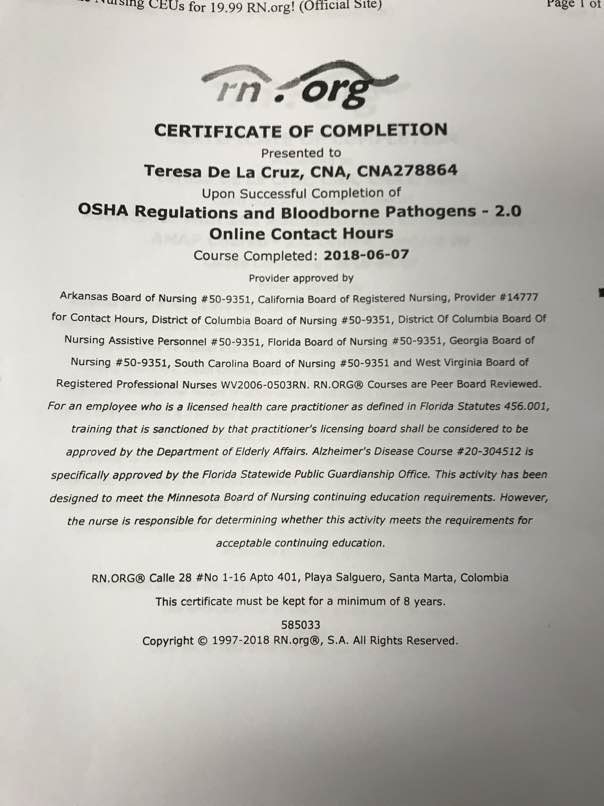 Nursing CEUs for 19.99 RN.org! (Official Site)
Page 1 of
rn.org
CERTIFICATE OF COMPLETION
Presented to
Teresa De La Cruz, CNA, CNA278864
Upon Successful Completion of
OSHA Regulations and Bloodborne Pathogens - 2.0
Online Contact Hours
Course Completed: 2018-06-07
Provider approved by
Arkansas Board of Nursing #50-9351, California Board of Registered Nursing, Provider #14777
for Contact Hours, District of Columbia Board of Nursing #50-9351, District Of Columbia Board Of
Nursing Assistive Personnel #50-9351, Florida Board of Nursing #50-9351, Georgia Board of
Nursing #50-9351, South Carolina Board of Nursing #50-9351 and West Virginia Board of
Registered Professional Nurses WV2006-0503RN. RN.ORG® Courses are Peer Board Reviewed.
For an employee who is a licensed health care practitioner as defined in Florida Statutes 456.001,
training that is sanctioned by that practitioner's licensing board shall be considered to be
approved by the Department of Elderly Affairs. Alzheimer's Disease Course #20-304512 is
specifically approved by the Florida Statewide Public Guardianship Office. This activity has been
designed to meet the Minnesota Board of Nursing continuing education requirements. However,
the nurse is responsible for determining whether this activity meets the requirements for
acceptable continuing education.
RN.ORG® Calle 28 #No 1-16 Apto 401, Playa Salguero, Santa Marta, Colombia
This certificate must be kept for a minimum of 8 years.
585033
Copyright © 1997-2018 RN.org®, S.A. All Rights Reserved.